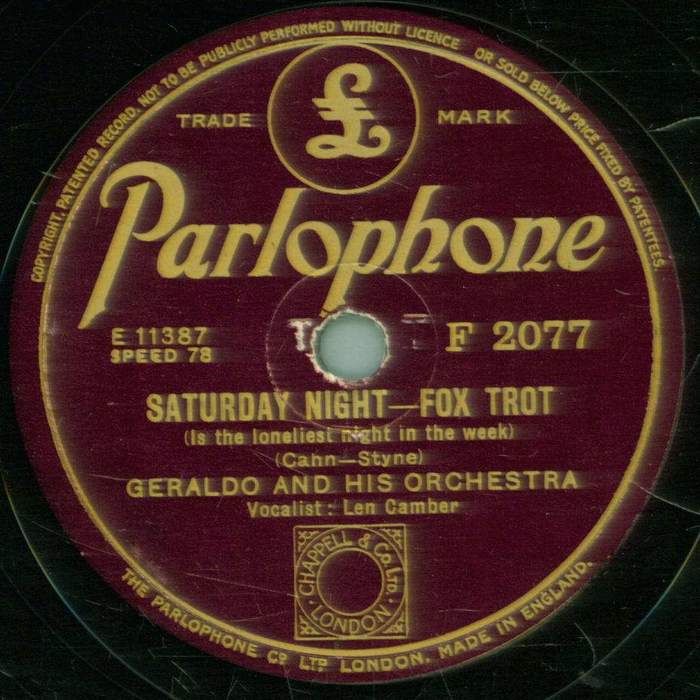 COPYRIGHT. PATENTED RECORD. NOT TO BE PUBLICLY PERFORMED WITHOUT LICENCE OR SOLD BELOW PRICE FIXED BY PATENTEES.
TRADE £ MARK
Parlophone
E 11387
F 2077
SPEED 78
SATURDAY NIGHT—FOX TROT
(Is the loneliest night in the week)
(Cahn—Styne)
GERALDO AND HIS ORCHESTRA
Vocalist: Len Camber
CHAPPELL & Co. LTD.
LONDON
THE PARLOPHONE Co LTD LONDON. MADE IN ENGLAND.